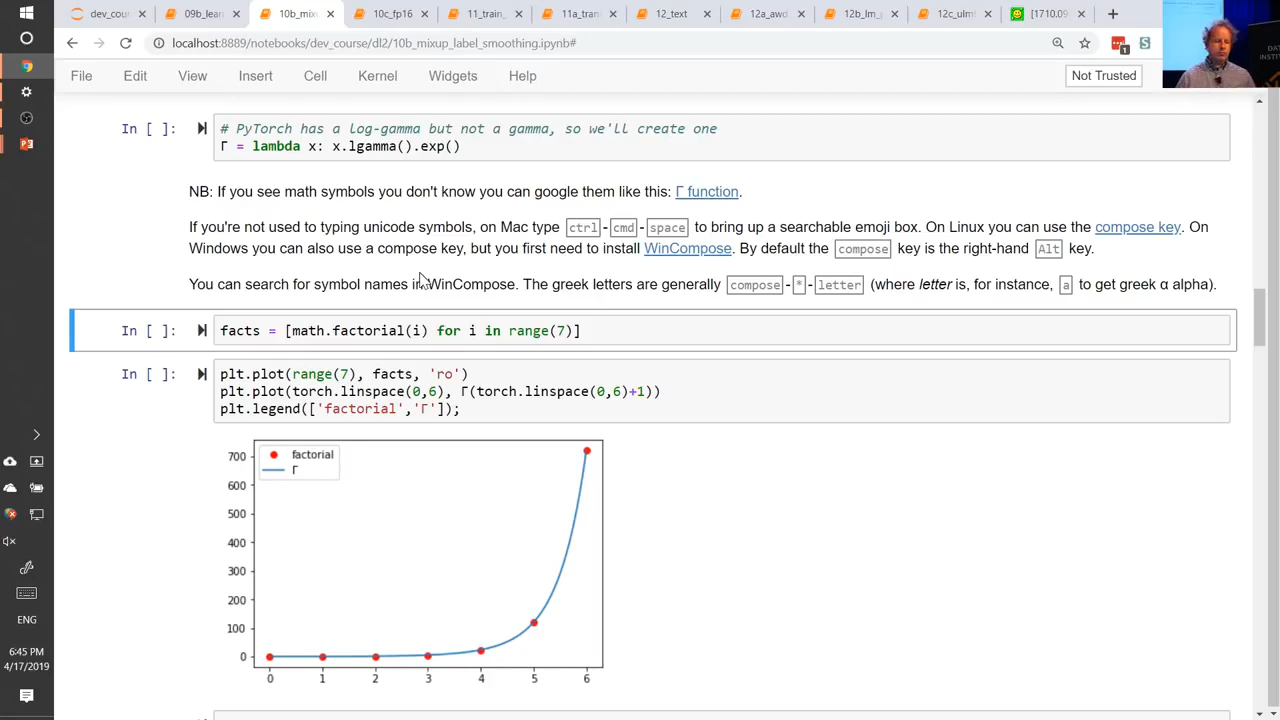 dev_cours
09b_learn
10b_mixu
10c_fp16
11_train_
11a_tran
12_text
12a_awd
12b_lm_
12c_ulmf
[1710.09
localhost:8889/notebooks/dev_course/dl2/10b_mixup_label_smoothing.ipynb#
1
S
DAT
INSTIT
File Edit View Insert Cell Kernel Widgets Help
Not Trusted
In [ ]:
# PyTorch has a log-gamma but not a gamma, so we'll create one
Γ = lambda x: x.lgamma().exp()
NB: If you see math symbols you don't know you can google them like this: Γ function.
If you're not used to typing unicode symbols, on Mac type ctrl-cmd-space to bring up a searchable emoji box. On Linux you can use the compose key. On
Windows you can also use a compose key, but you first need to install WinCompose. By default the compose key is the right-hand Alt key.
You can search for symbol names in WinCompose. The greek letters are generally compose-*-letter (where letter is, for instance, a to get greek α alpha).
In [ ]:
facts = [math.factorial(i) for i in range(7)]
In [ ]:
plt.plot(range(7), facts, 'ro')
plt.plot(torch.linspace(0,6), Γ(torch.linspace(0,6)+1))
plt.legend(['factorial','Γ']);
factorial
Γ
700
600
500
400
300
200
100
0
0 1 2 3 4 5 6
ENG
6:45 PM
4/17/2019